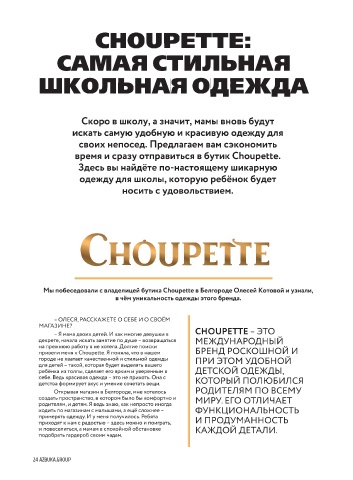 CHOUPETTE:
САМАЯ СТИЛЬНАЯ
ШКОЛЬНАЯ ОДЕЖДА
Скоро в школу, а значит, мамы вновь будут
искать самую удобную и красивую одежду для
своих непосед. Предлагаем вам сэкономить
время и сразу отправиться в бутик Choupette.
Здесь вы найдёте по-настоящему шикарную
одежду для школы, которую ребёнок будет
носить с удовольствием.
CHOUPETTE
Мы побеседовали с владелицей бутика Choupette в Белгороде Олесей Котовой и узнали,
в чём уникальность одежды этого бренда.
– ОЛЕСЯ, РАССКАЖЕТЕ О СЕБЕ И О СВОЁМ
МАГАЗИНЕ?
– Я мама двоих детей. И как многие девушки в
декрете, искала занятие по душе – возвращаться
на прежнюю работу я не хотела. Долгие поиски
привели меня к Choupette. Я поняла, что в нашем
городе не хватает качественной и стильной одежды
для детей – такой, которая будет выделять вашего
ребёнка из толпы, сделает его ярким и уверенным в
себе. Ведь красивая одежда – это не прихоть. Она с
детства формирует вкус и умение сочетать вещи.
Открывая магазин в Белгороде, мне хотелось
создать пространство, в котором было бы комфортно и
родителям, и детям. Я ведь знаю, как непросто иногда
ходить по магазинам с малышами, а ещё сложнее –
примерять одежду. И у меня получилось. Ребята
приходят к нам с радостью – здесь можно и поиграть,
и повеселиться, а мамам в спокойной обстановке
подобрать гардероб своим чадам.
CHOUPETTE – ЭТО
МЕЖДУНАРОДНЫЙ
БРЕНД РОСКОШНОЙ И
ПРИ ЭТОМ УДОБНОЙ
ДЕТСКОЙ ОДЕЖДЫ,
КОТОРЫЙ ПОЛЮБИЛСЯ
РОДИТЕЛЯМ ПО ВСЕМУ
МИРУ. ЕГО ОТЛИЧАЕТ
ФУНКЦИОНАЛЬНОСТЬ
И ПРОДУМАННОСТЬ
КАЖДОЙ ДЕТАЛИ.
24 AZBUKA.GROUP